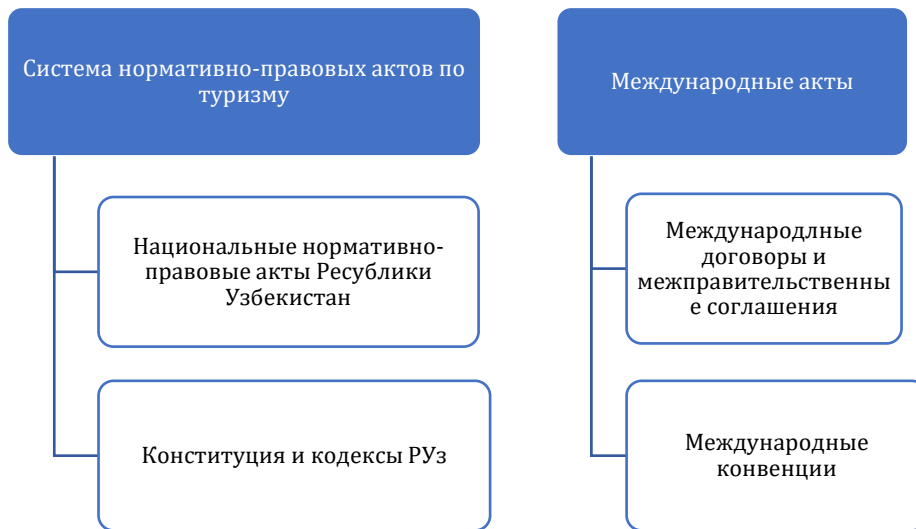 Система нормативно-правовых актов по
туризму
Национальные нормативно-
правовые акты Ресублики
Узбекистан
Конституция и кодексы РУз
Международные акты
Международлные
договоры и
межправительственны
е соглашения
Международные
конвенции